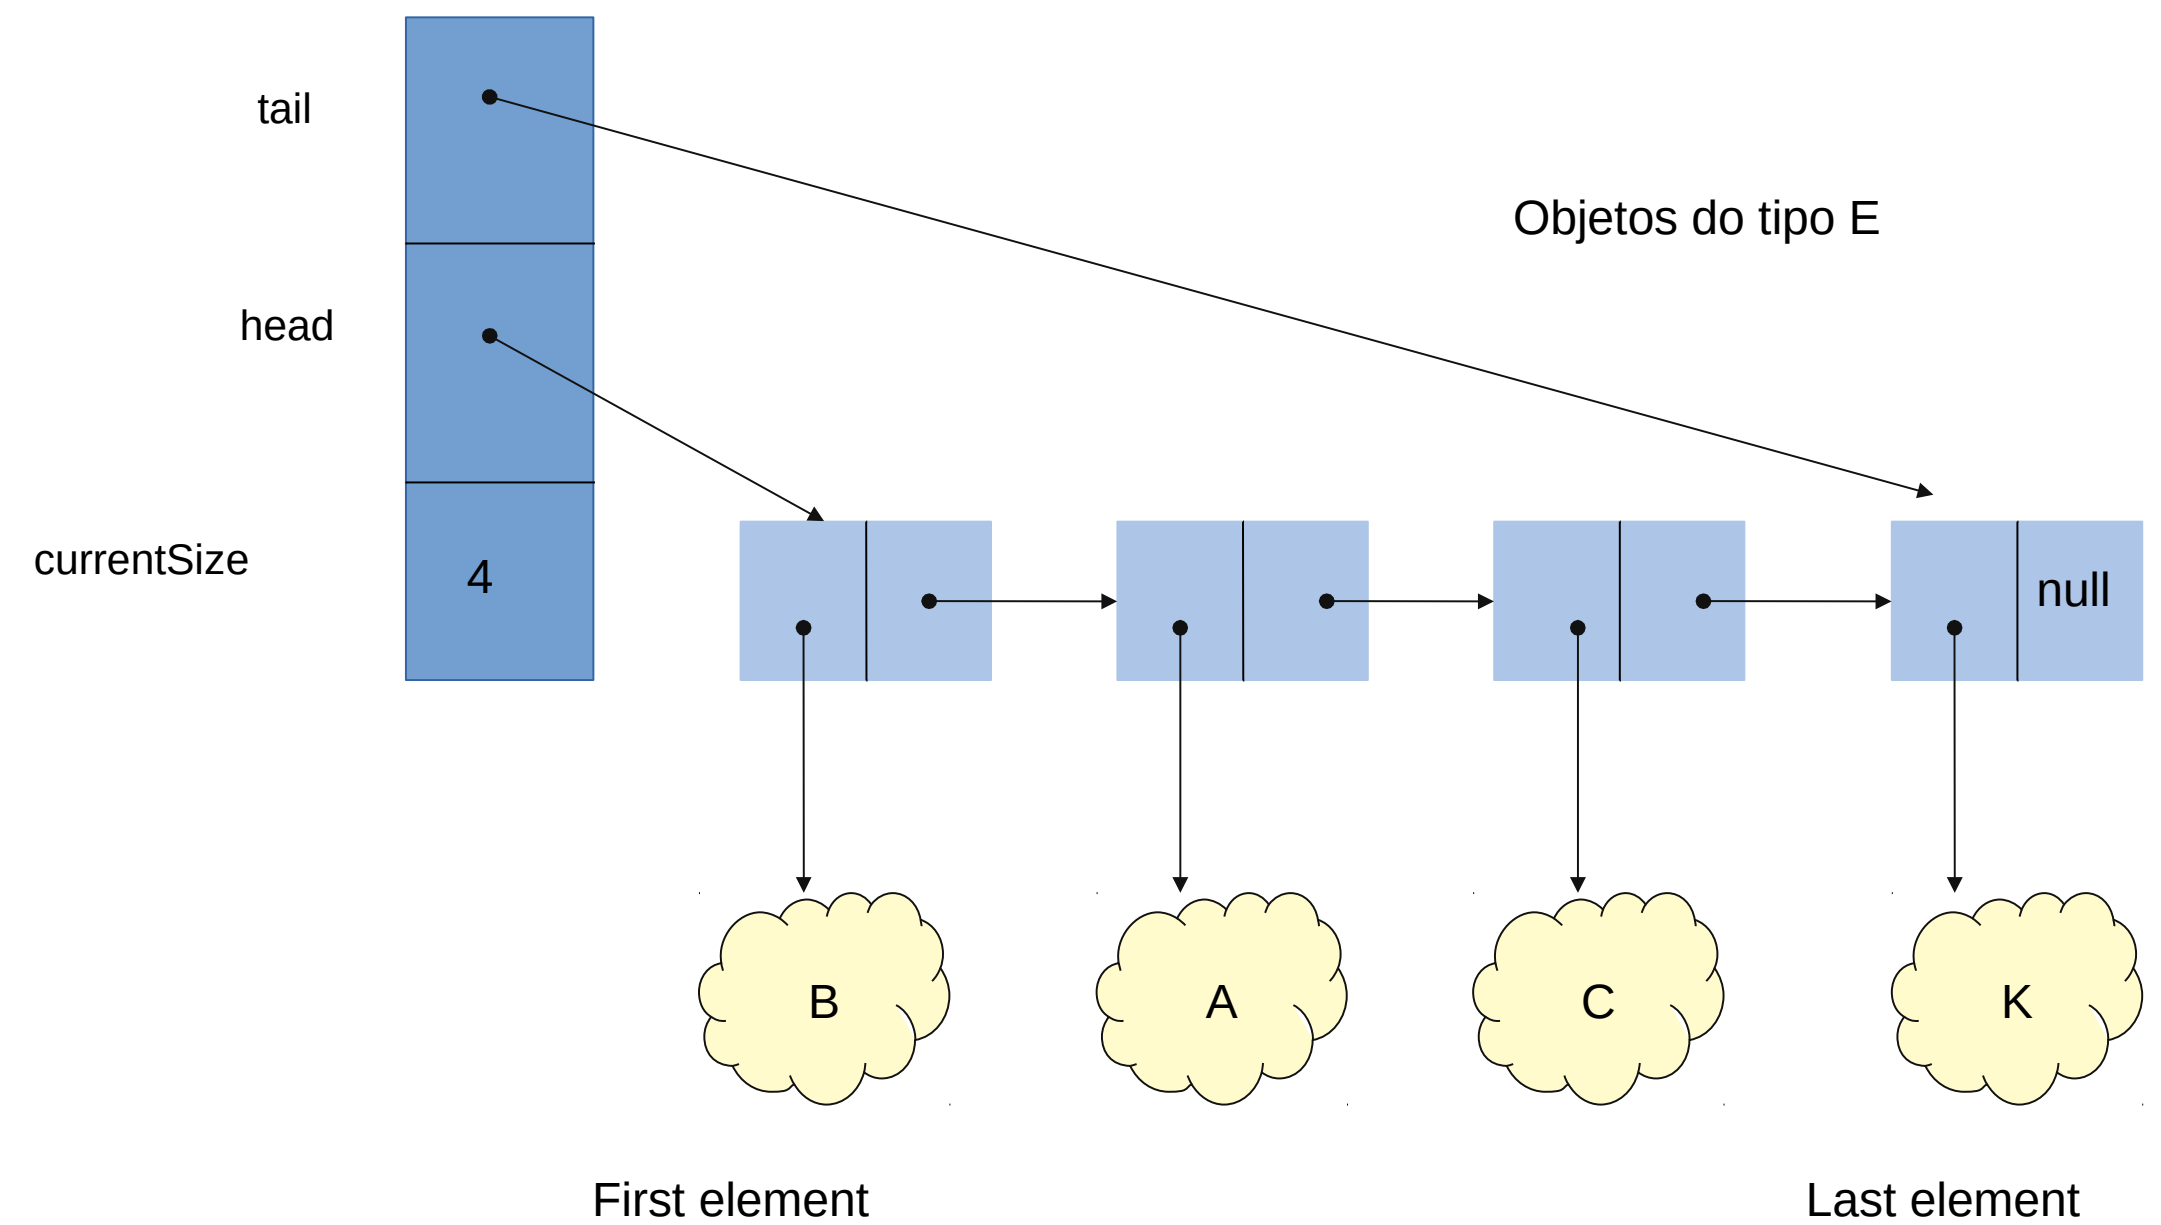 tail
Objetos do tipo E
head
currentSize
4
null
B
A
C
K
First element
Last element